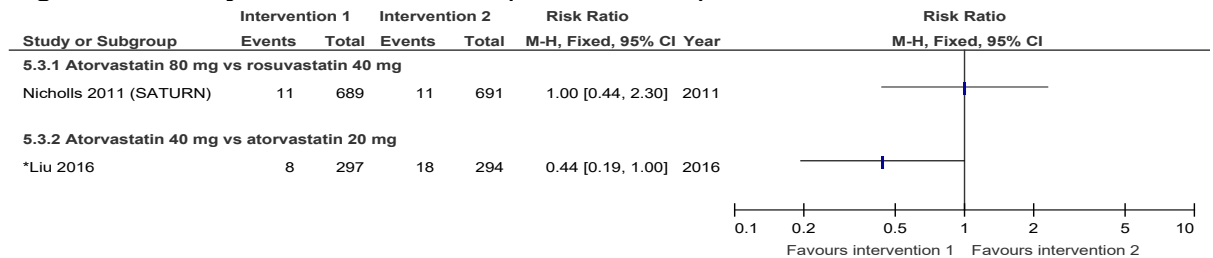 Intervention 1 Intervention 2 Risk Ratio Risk Ratio
Study or Subgroup Events Total Events Total M-H, Fixed, 95% CI Year M-H, Fixed, 95% CI
5.3.1 Atorvastatin 80 mg vs rosuvastatin 40 mg
Nicholls 2011 (SATURN) 11 689 11 691 1.00 [0.44, 2.30] 2011
5.3.2 Atorvastatin 40 mg vs atorvastatin 20 mg
*Liu 2016 8 297 18 294 0.44 [0.19, 1.00] 2016
0.1 0.2 0.5 1 2 5 10
Favours intervention 1 Favours intervention 2